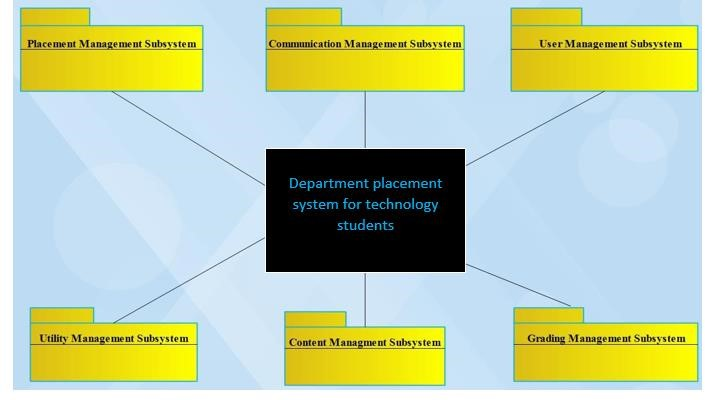 Placement Management Subsystem
Communication Management Subsystem
User Management Subsystem
Department placement
system for technology
students
Utility Management Subsystem
Content Managment Subsystem
Grading Management Subsystem